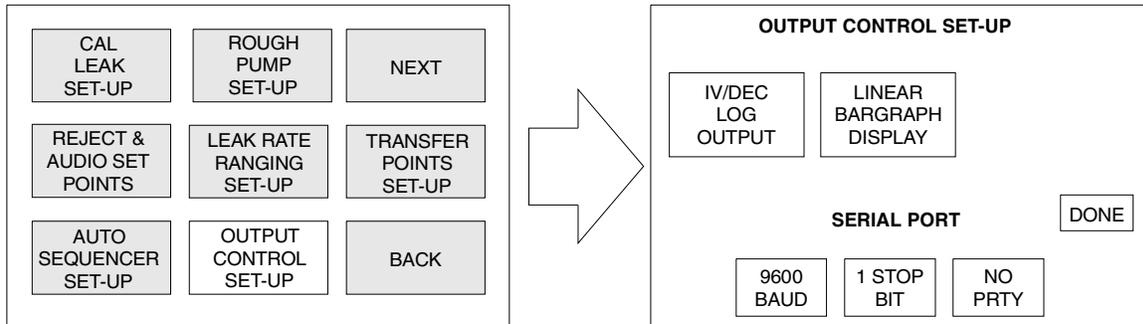 CAL
LEAK
SET-UP
ROUGH
PUMP
SET-UP
NEXT
REJECT &
AUDIO SET
POINTS
LEAK RATE
RANGING
SET-UP
TRANSFER
POINTS
SET-UP
AUTO
SEQUENCER
SET-UP
OUTPUT
CONTROL
SET-UP
BACK
OUTPUT CONTROL SET-UP
IV/DEC
LOG
OUTPUT
LINEAR
BARGRAPH
DISPLAY
DONE
SERIAL PORT
9600
BAUD
1 STOP
BIT
NO
PRTY